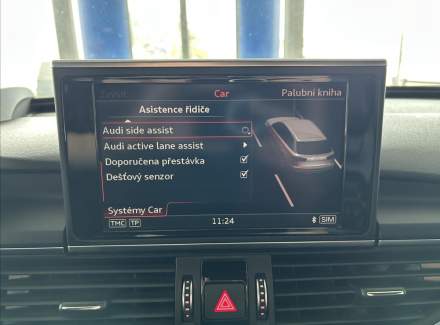 Car
Palubní kniha
Asistence řidiče
Audi side assist
Audi active lane assist
Doporučena přestávka
Dešťový senzor
Systémy Car
TMC TP 11:24 SIM